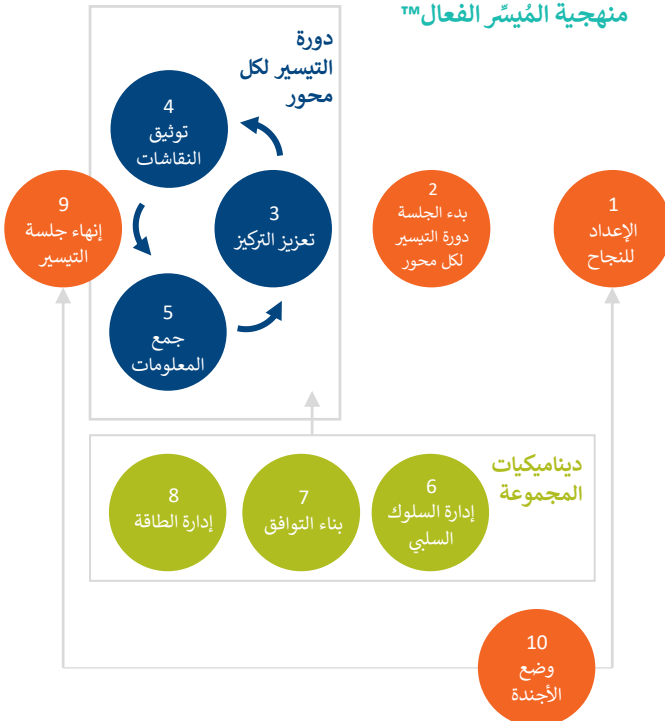 منهجية المُيسِّر الفعال™
دورة
التيسير لكل
محور
1
الإعداد
للنجاح
2
بدء الجلسة
دورة التيسير
لكل محور
3
تعزيز التركيز
4
توثيق
النقاشات
5
جمع
المعلومات
9
إنهاء جلسة
التيسير
ديناميكيات
المجموعة
6
إدارة السلوك
السلبي
7
بناء التوافق
8
إدارة الطاقة
10
وضع
الأجندة